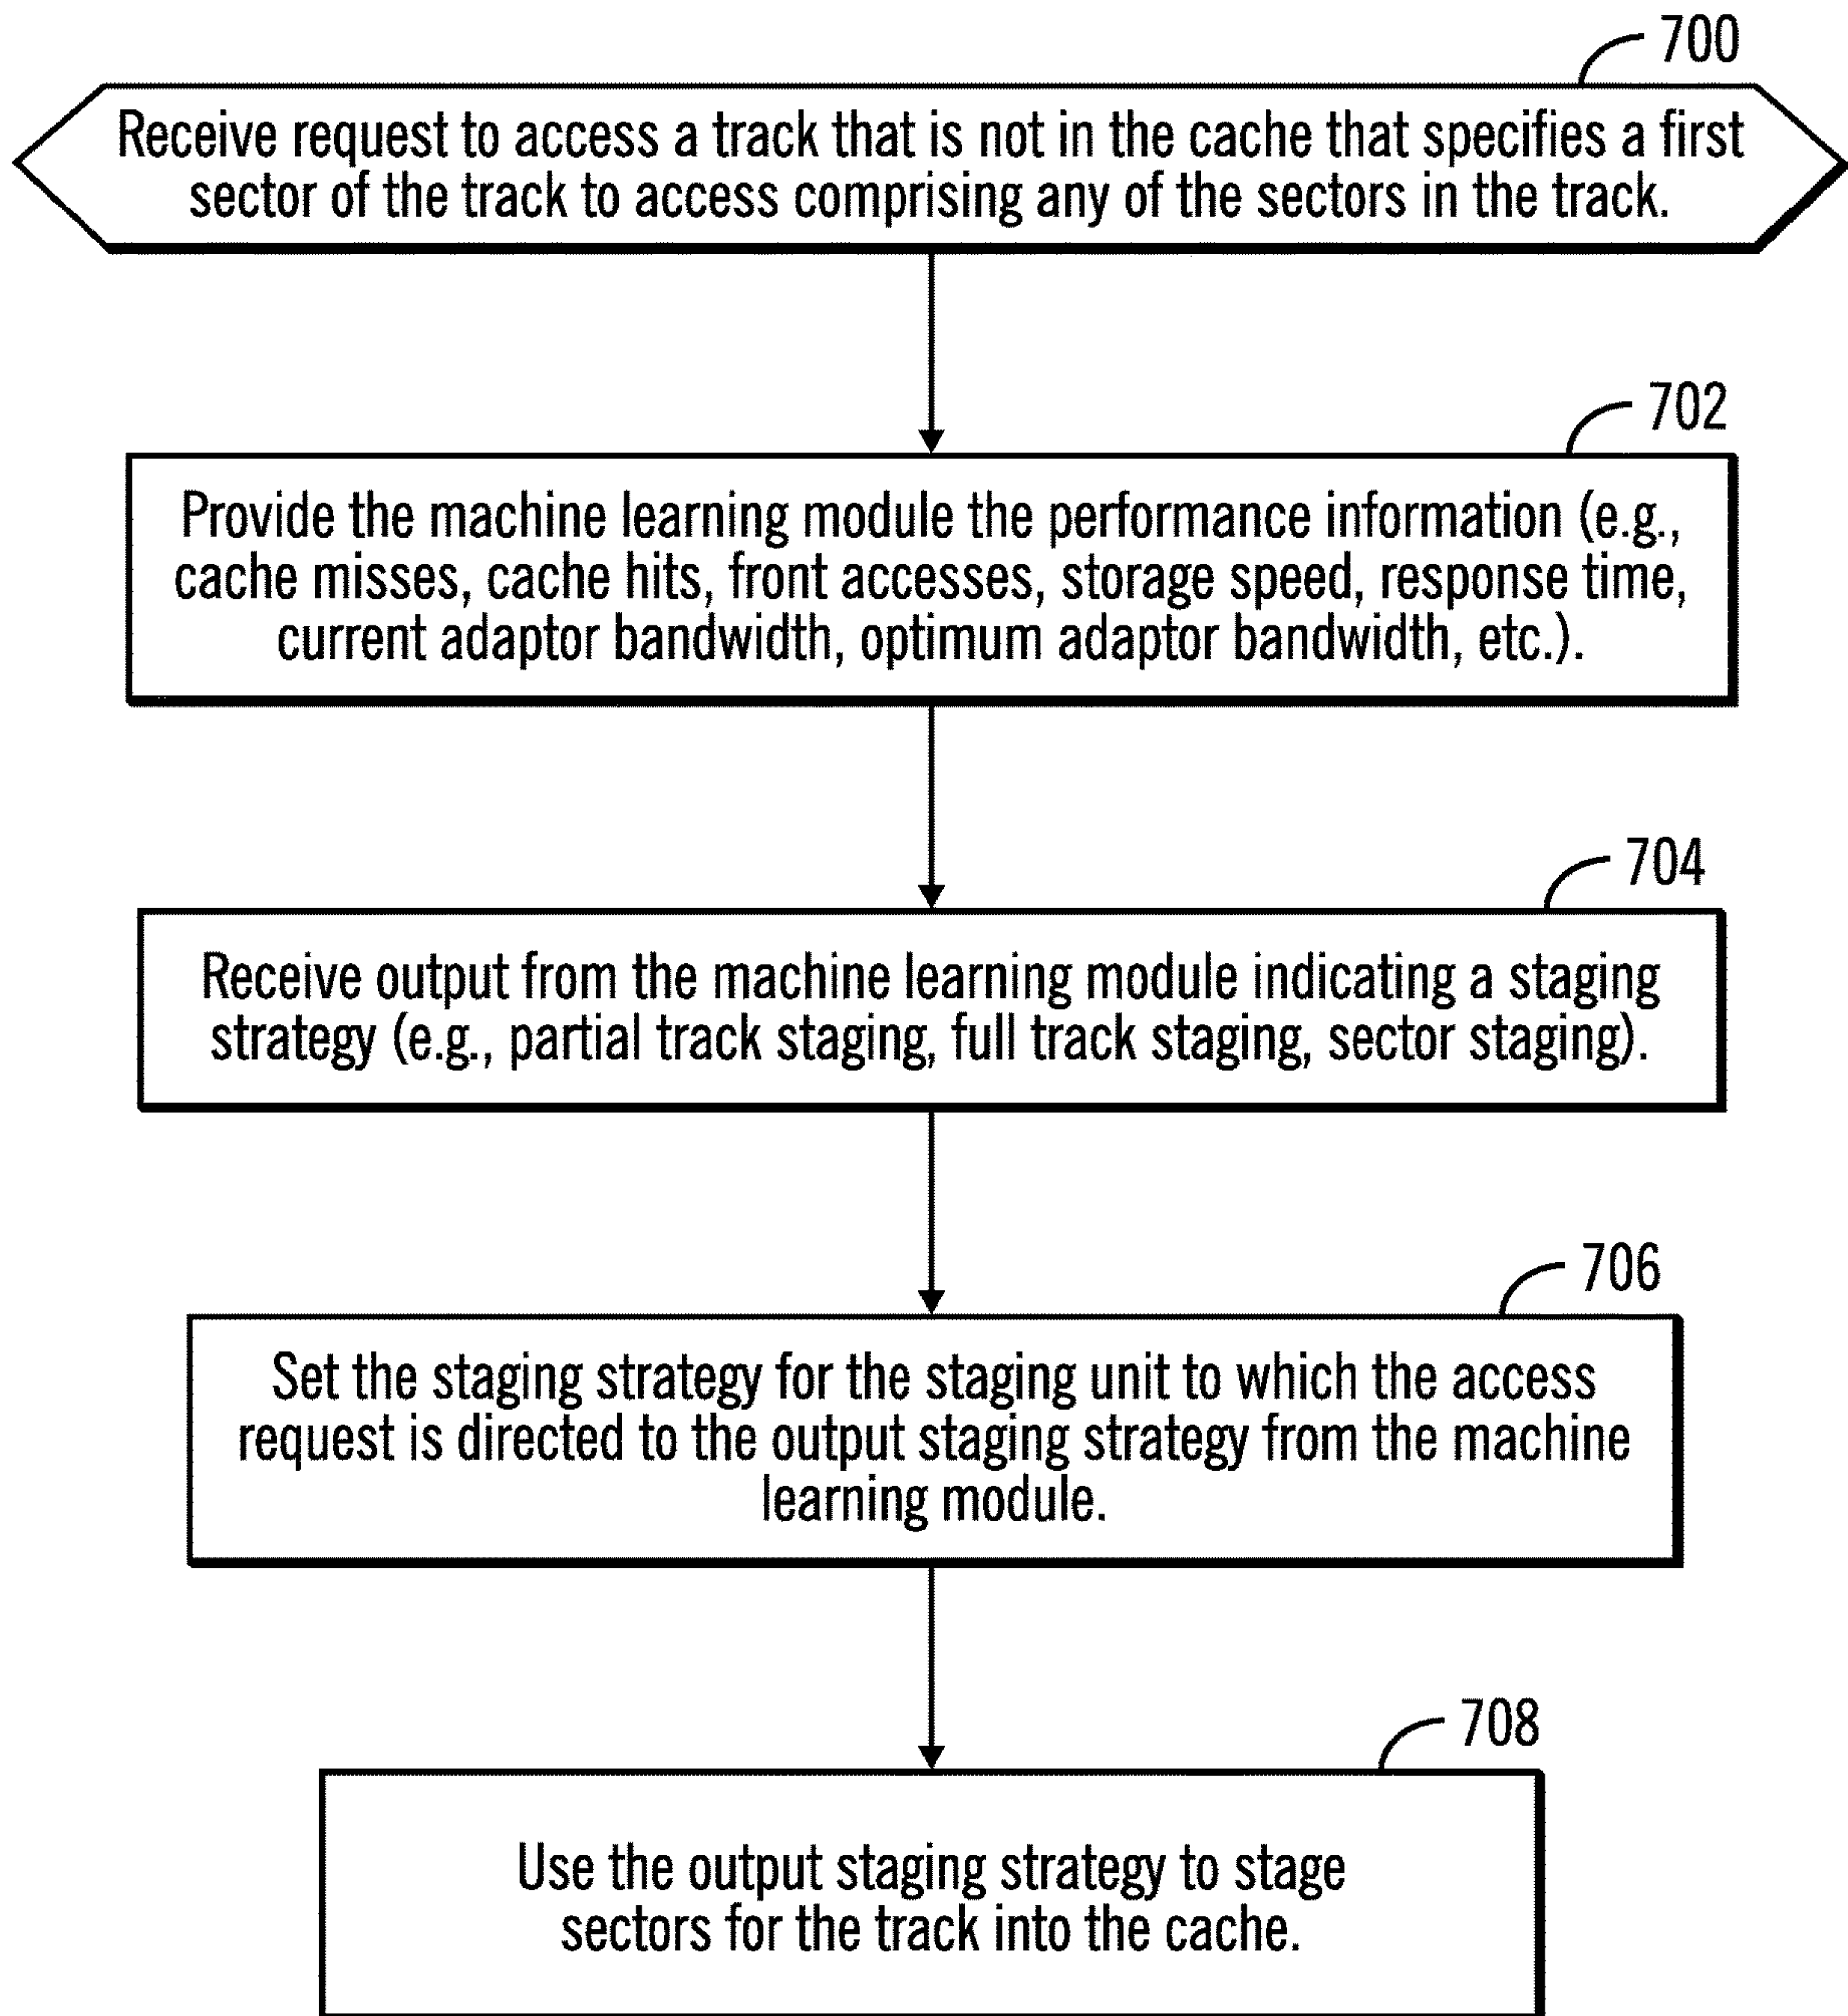 700
Receive request to access a track that is not in the cache that specifies a first
sector of the track to access comprising any of the sectors in the track.
702
Provide the machine learning module the performance information (e.g.,
cache misses, cache hits, front accesses, storage speed, response time,
current adaptor bandwidth, optimum adaptor bandwidth, etc.).
704
Receive output from the machine learning module indicating a staging
strategy (e.g., partial track staging, full track staging, sector staging).
706
Set the staging strategy for the staging unit to which the access
request is directed to the output staging strategy from the machine
learning module.
708
Use the output staging strategy to stage
sectors for the track into the cache.